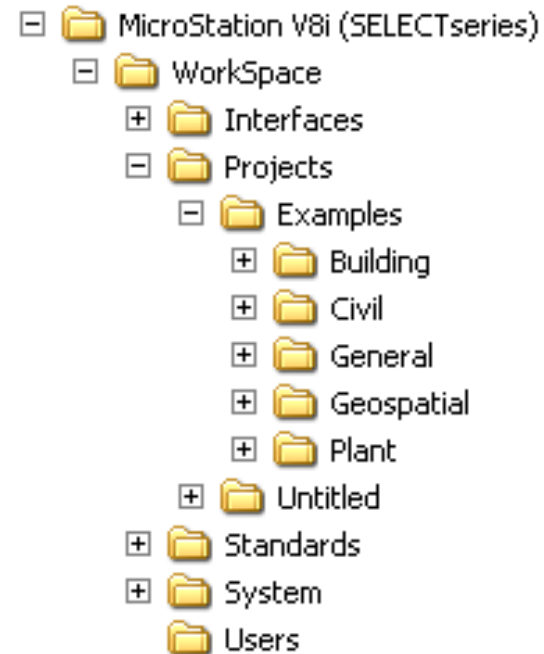 MicroStation V8i (SELECTseries)
WorkSpace
Interfaces
Projects
Examples
Building
Civil
General
Geospatial
Plant
Untitled
Standards
System
Users